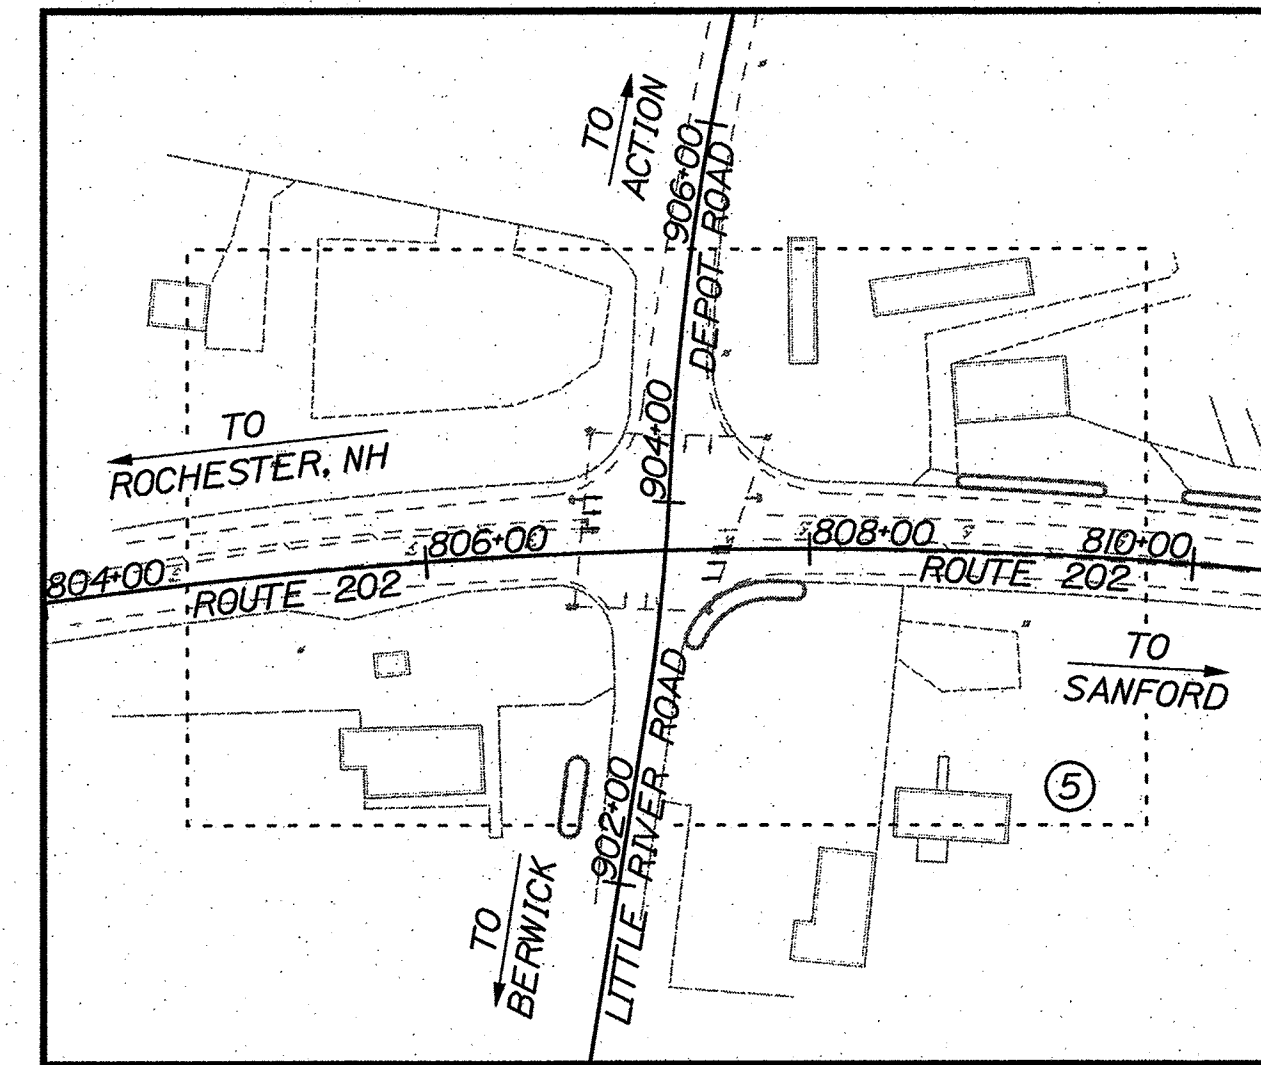 TO
ACTION
906+00
DEPOT ROAD
904+00
TO
ROCHESTER, NH
804+00
806+00
808+00
810+00
ROUTE 202
ROUTE 202
TO
SANFORD
LITTLE RIVER ROAD
902+00
5
TO
BERWICK